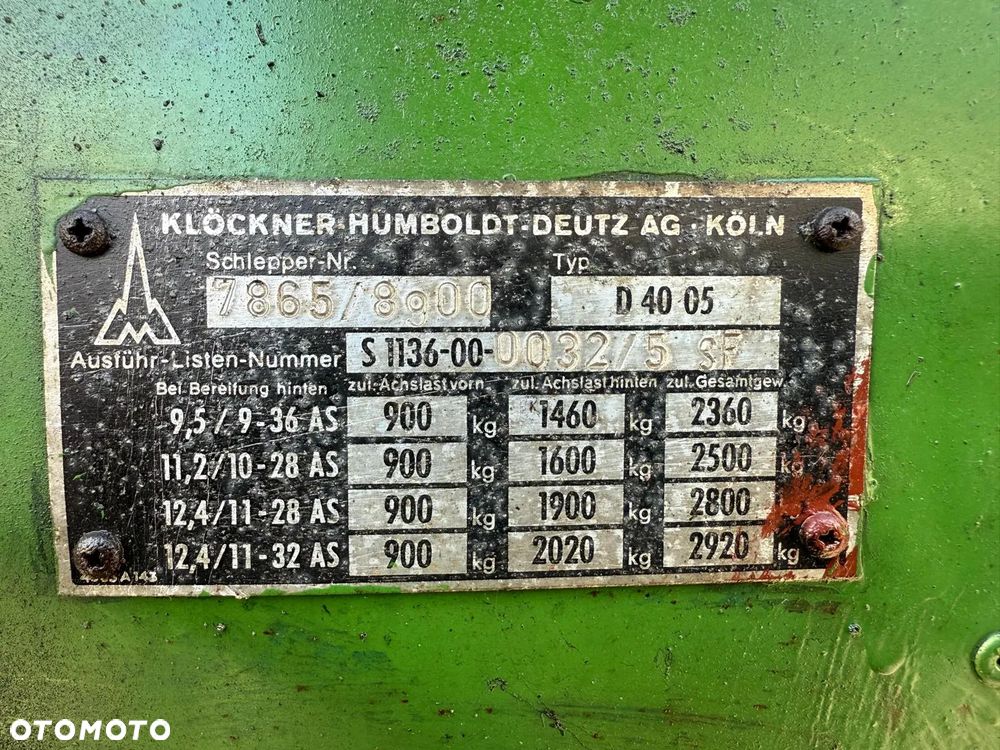 KLÖCKNER-HUMBOLDT-DEUTZ AG · KÖLN
Schlepper-Nr. Typ
7865/8900 D 40 05
Ausführ-Listen-Nummer S 1136-00-0032/5 SF
Bei Bereifung hinten zul. Achslast vorn zul. Achslast hinten zul. Gesamtgew.
9,5 / 9-36 AS 900 kg 1460 2360 kg
11,2/10-28 AS 900 kg 1600 kg 2500 kg
12,4/11-28 AS 900 kg 1900 kg 2800
12,4/11-32 AS 900 kg 2020 kg 2920 kg
OTOMOTO